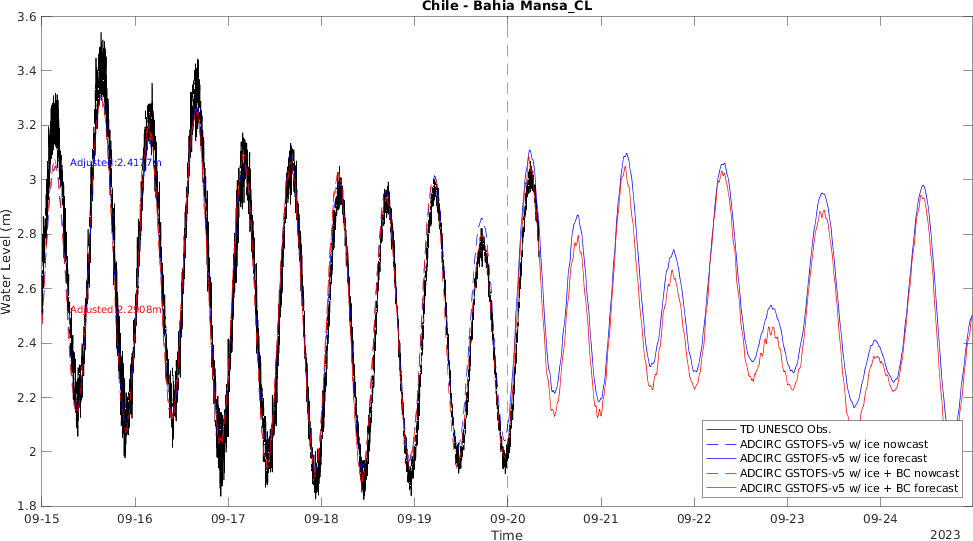 Chile - Bahia Mansa_CL
3.6
3.4
3.2
3
2.8
2.6
2.4
2.2
2
1.8
Water Level (m)
Adjusted:2.4177m
Adjusted:2.2908m
TD UNESCO Obs.
ADCIRC GSTOFS-v5 w/ ice nowcast
ADCIRC GSTOFS-v5 w/ ice forecast
ADCIRC GSTOFS-v5 w/ ice + BC nowcast
ADCIRC GSTOFS-v5 w/ ice + BC forecast
09-15 09-16 09-17 09-18 09-19 09-20 09-21 09-22 09-23 09-24
Time
2023